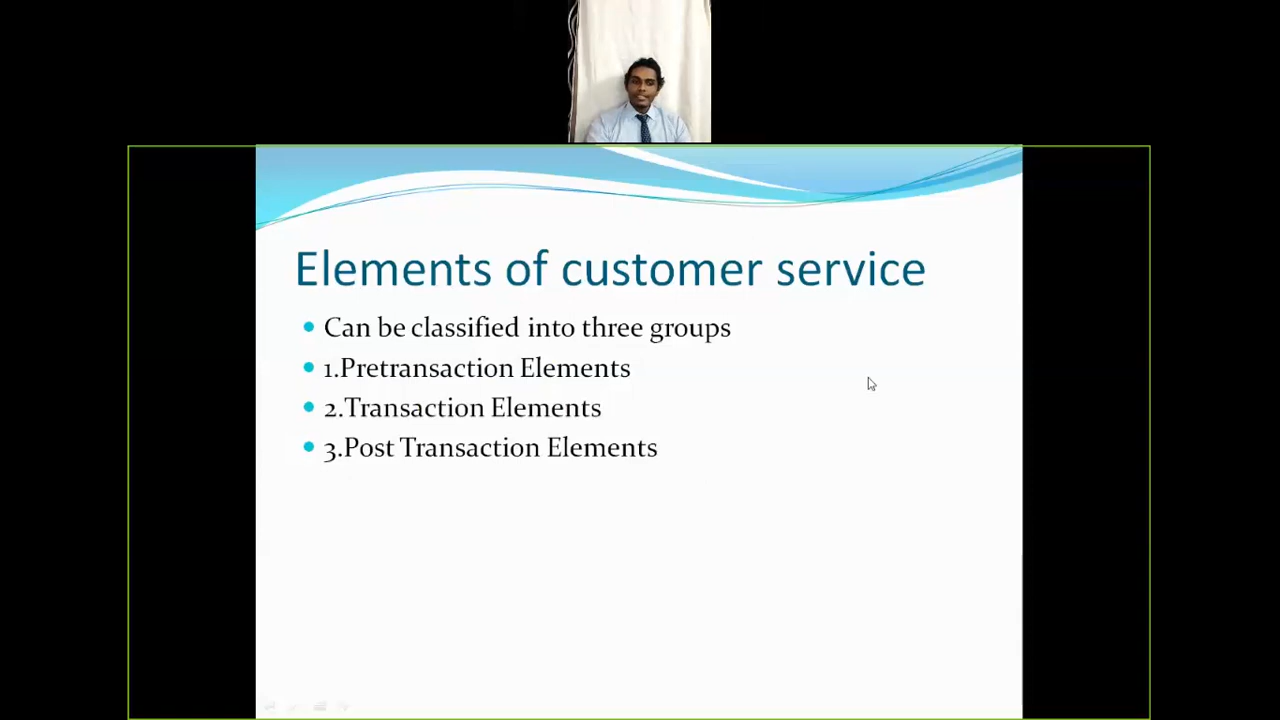 Elements of customer service
Can be classified into three groups
1.Pretransaction Elements
2.Transaction Elements
3.Post Transaction Elements